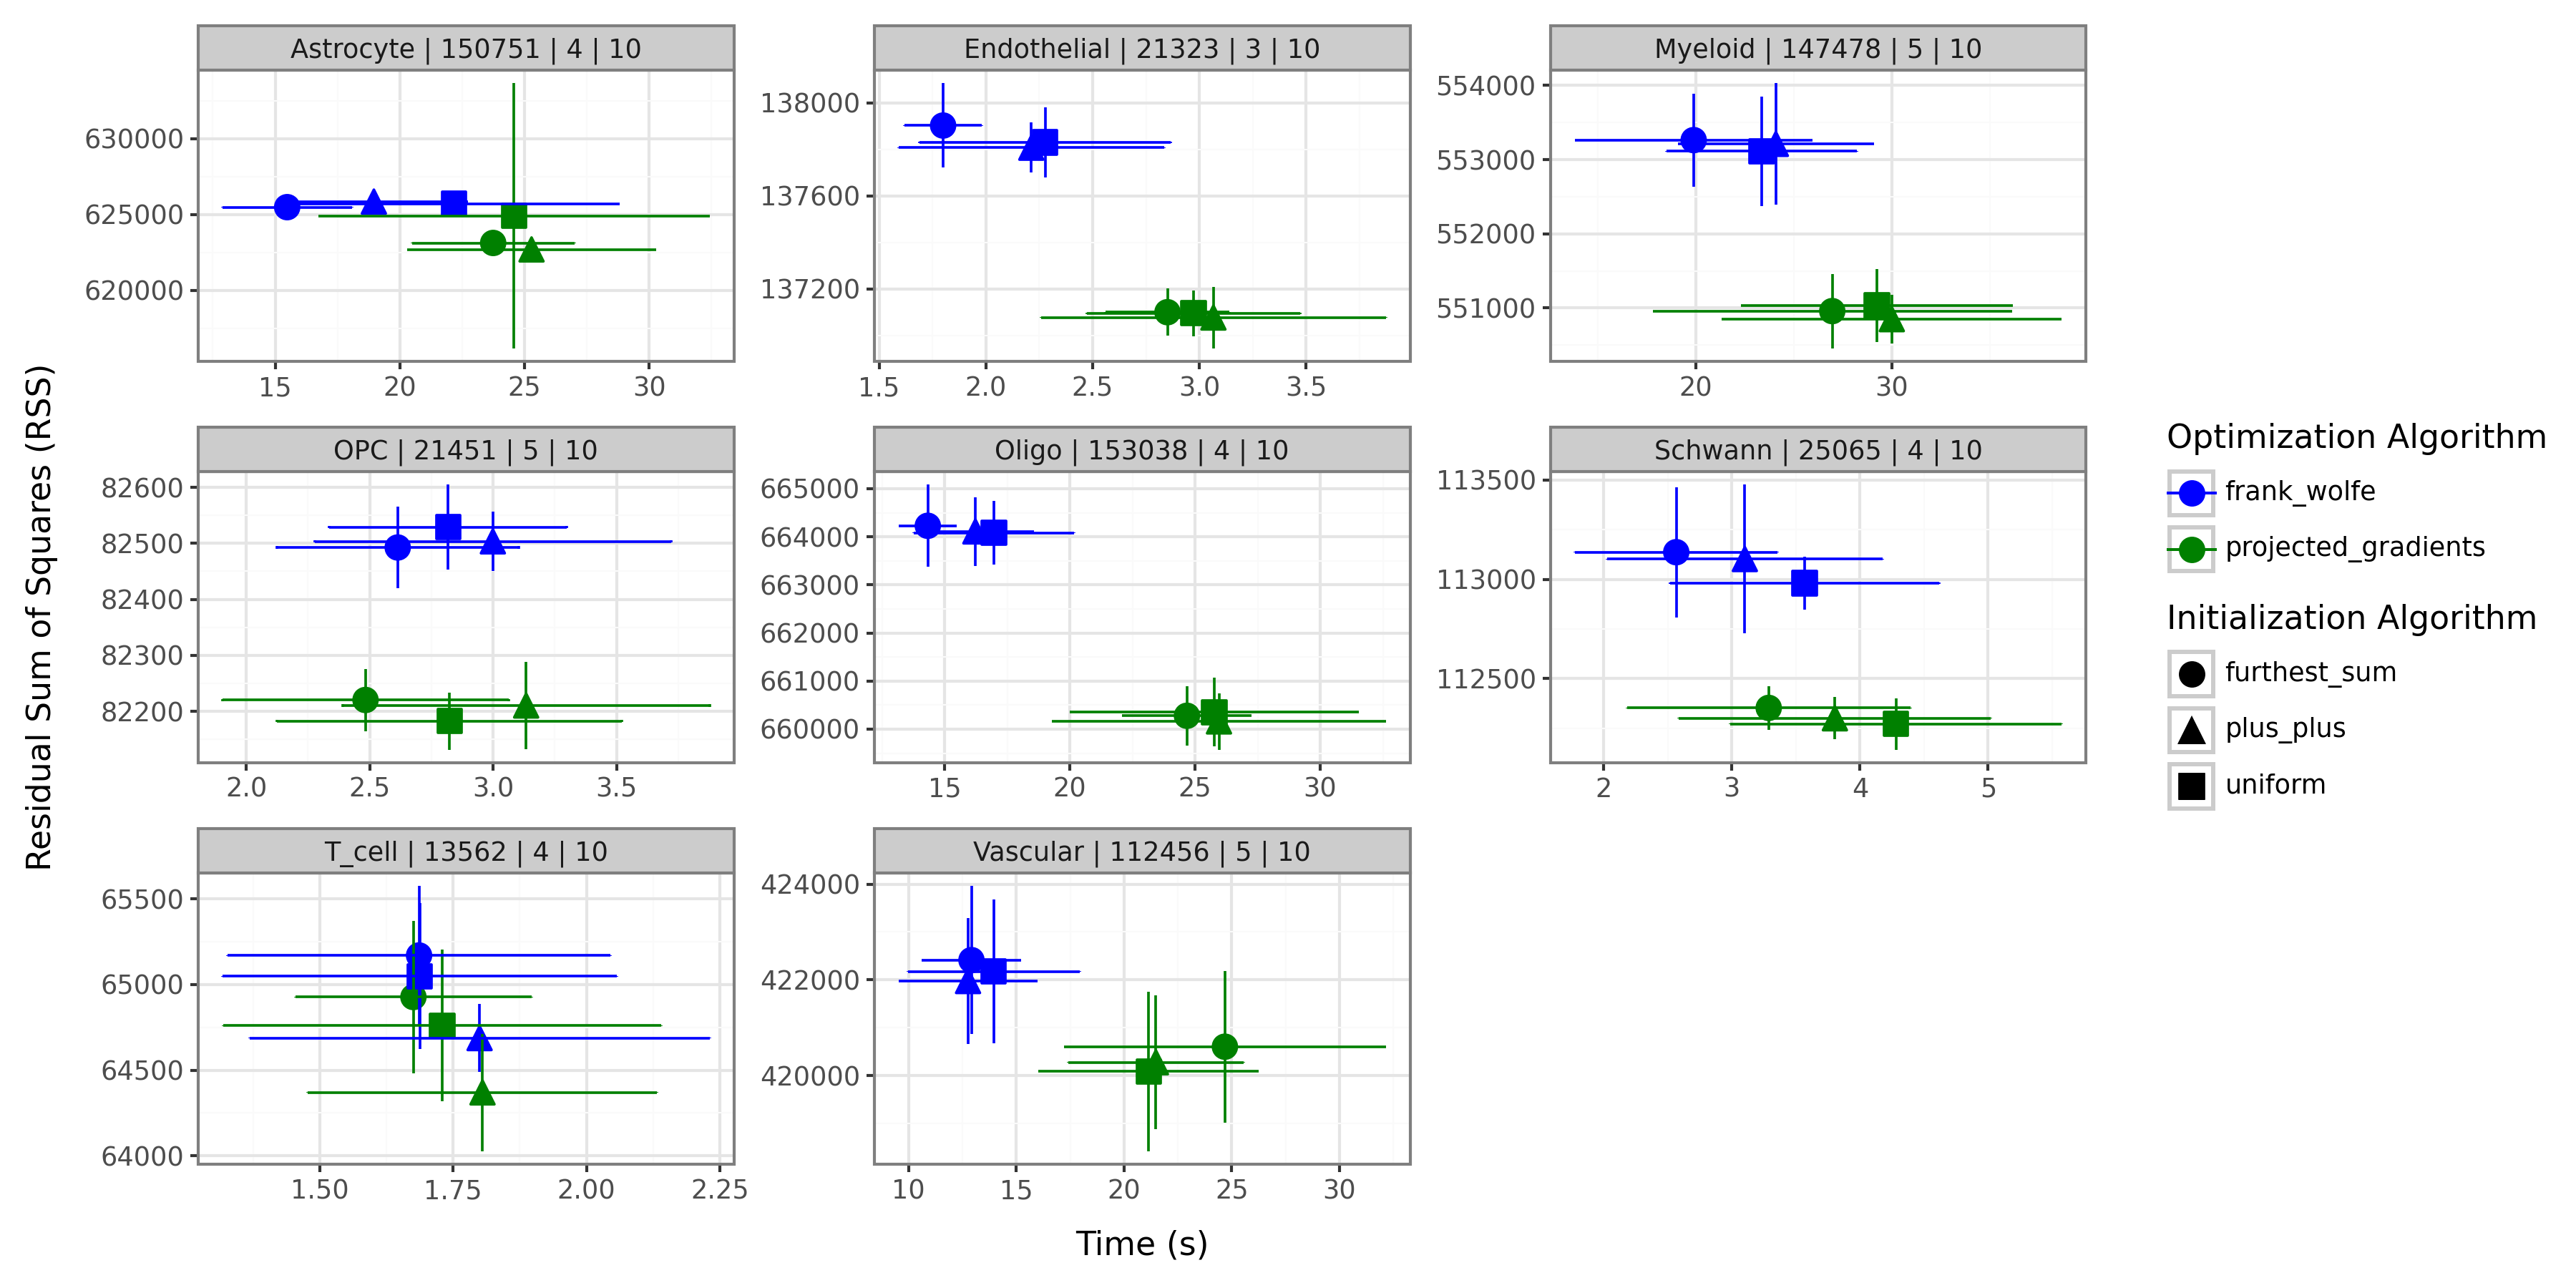 Astrocyte | 150751 | 4 | 10
Endothelial | 21323 | 3 | 10
Myeloid | 147478 | 5 | 10
630000
625000
620000
15 20 25 30
138000
137600
137200
1.5 2.0 2.5 3.0 3.5
554000
553000
552000
551000
20 30
Residual Sum of Squares (RSS)
OPC | 21451 | 5 | 10
Oligo | 153038 | 4 | 10
Schwann | 25065 | 4 | 10
82600
82500
82400
82300
82200
2.0 2.5 3.0 3.5
665000
664000
663000
662000
661000
660000
15 20 25 30
113500
113000
112500
2 3 4 5
T_cell | 13562 | 4 | 10
Vascular | 112456 | 5 | 10
65500
65000
64500
64000
1.50 1.75 2.00 2.25
424000
422000
420000
10 15 20 25 30
Time (s)
Optimization Algorithm
frank_wolfe
projected_gradients
Initialization Algorithm
furthest_sum
plus_plus
uniform